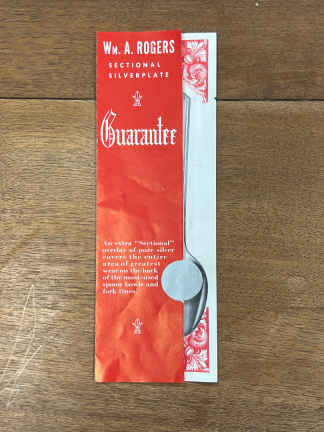 Wm. A. ROGERS
SECTIONAL
SILVERPLATE
Guarantee
An extra "Sectional"
overlay of pure silver
covers the entire
area of greatest
wear on the back
of the most-used
spoon bowls and
fork tines.